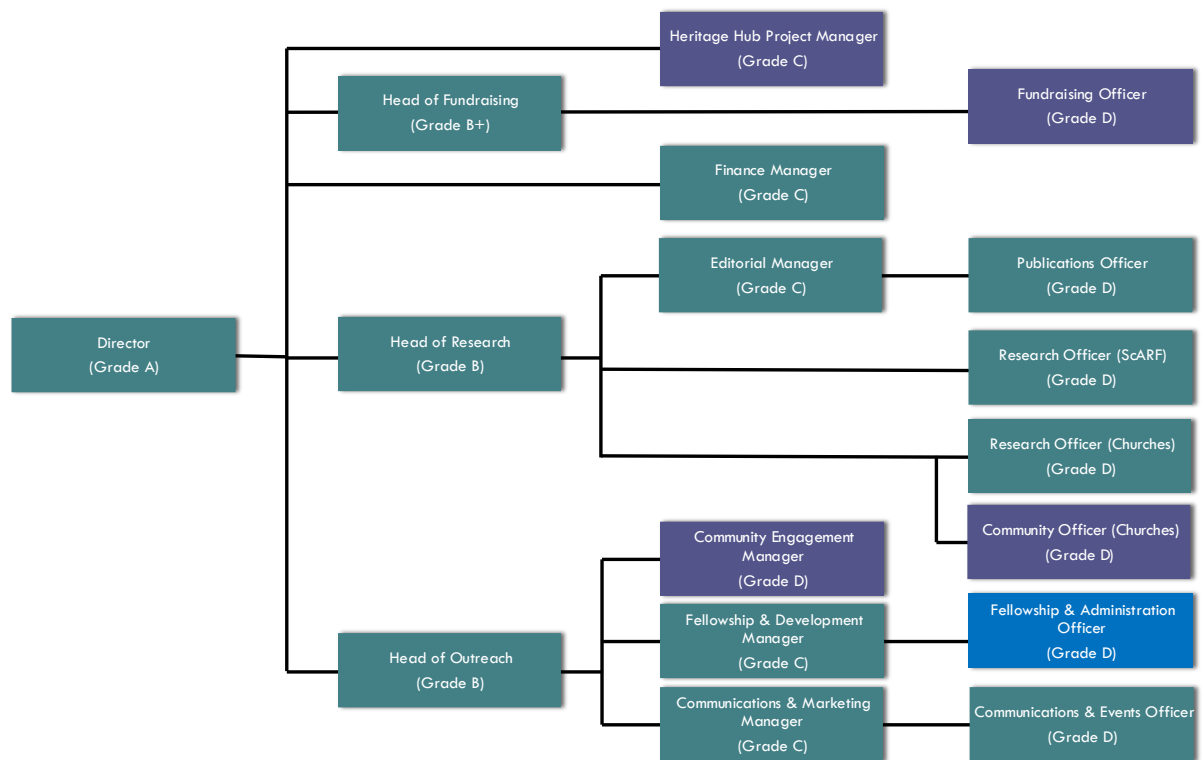 Heritage Hub Project Manager
(Grade C)
Head of Fundraising
(Grade B+)
Fundraising Officer
(Grade D)
Finance Manager
(Grade C)
Editorial Manager
(Grade C)
Publications Officer
(Grade D)
Director
(Grade A)
Head of Research
(Grade B)
Research Officer (ScARF)
(Grade D)
Research Officer (Churches)
(Grade D)
Community Officer (Churches)
(Grade D)
Community Engagement
Manager
(Grade D)
Fellowship & Development
Manager
(Grade C)
Fellowship & Administration
Officer
(Grade D)
Head of Outreach
(Grade B)
Communications & Marketing
Manager
(Grade C)
Communications & Events Officer
(Grade D)